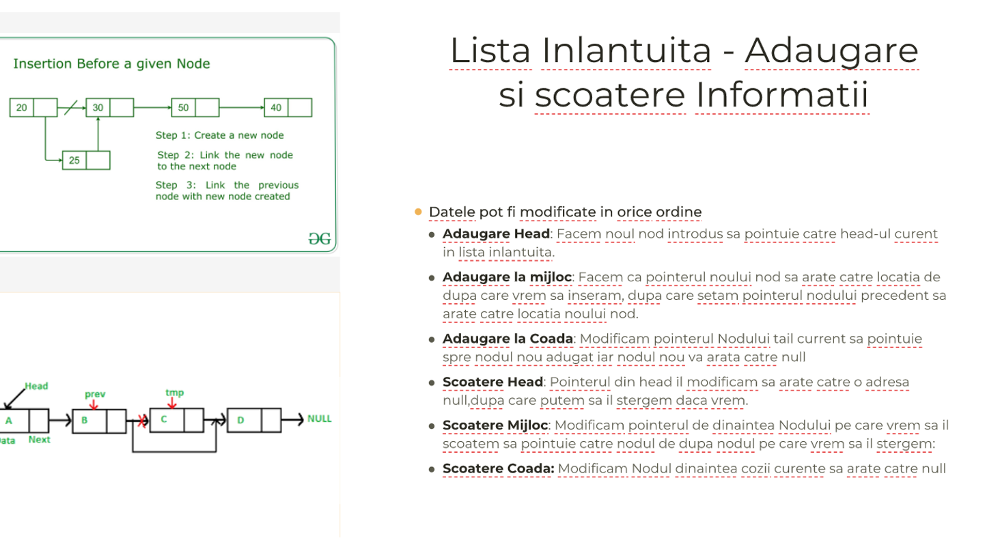 Insertion Before a given Node
20 30 50 40
25
Step 1: Create a new node
Step 2: Link the new node
to the next node
Step 3: Link the previous
node with new node created
GG
Head
prev
tmp
A B C D NULL
ata Next
Lista Inlantuita - Adaugare
si scoatere Informatii
Datele pot fi modificate in orice ordine
Adaugare Head: Facem noul nod introdus sa pointuie catre head-ul curent
in lista inlantuita.
Adaugare la mijloc: Facem ca pointerul noului nod sa arate catre locatia de
dupa care vrem sa inseram, dupa care setam pointerul nodului precedent sa
arate catre locatia noului nod.
Adaugare la Coada: Modificam pointerul Nodului tail current sa pointuie
spre nodul nou adugat iar nodul nou va arata catre null
Scoatere Head: Pointerul din head il modificam sa arate catre o adresa
null,dupa care putem sa il stergem daca vrem.
Scoatere Mijloc: Modificam pointerul de dinaintea Nodului pe care vrem sa il
scoatem sa pointuie catre nodul de dupa nodul pe care vrem sa il stergem:
Scoatere Coada: Modificam Nodul dinaintea cozii curente sa arate catre null